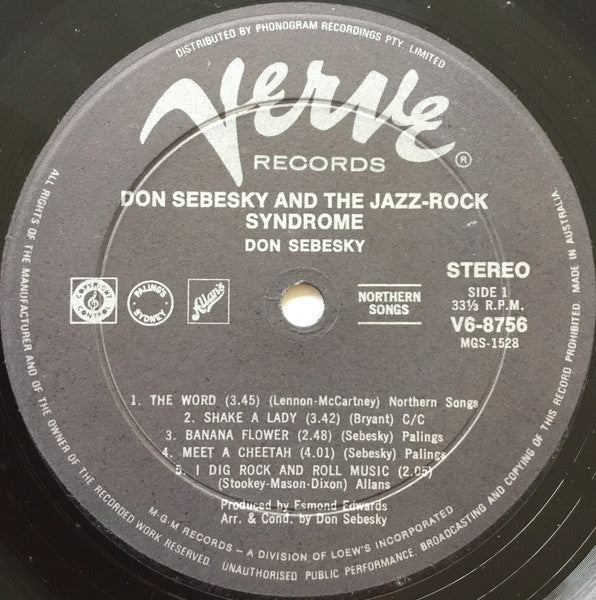 DISTRIBUTED BY PHONOGRAM RECORDINGS PTY. LIMITED
Verve
RECORDS ®
DON SEBESKY AND THE JAZZ-ROCK
SYNDROME
DON SEBESKY
COPYRIGHT CONTROL
PALINGS SYDNEY
Allans
NORTHERN
SONGS
STEREO
SIDE 1
33⅓ R.P.M.
V6-8756
MGS-1528
1. THE WORD (3.45) (Lennon-McCartney) Northern Songs
2. SHAKE A LADY (3.42) (Bryant) C/C
3. BANANA FLOWER (2.48) (Sebesky) Palings
4. MEET A CHEETAH (4.01) (Sebesky) Palings
5. I DIG ROCK AND ROLL MUSIC (2.05)
(Stookey-Mason-Dixon) Allans
Produced by Esmond Edwards
Arr. & Cond. by Don Sebesky
M-G-M RECORDS – A DIVISION OF LOEW'S INCORPORATED
ALL RIGHTS OF THE MANUFACTURER AND OF THE OWNER OF THE RECORDED WORK RESERVED. UNAUTHORISED PUBLIC PERFORMANCE, BROADCASTING AND COPYING OF THIS RECORD PROHIBITED. MADE IN AUSTRALIA